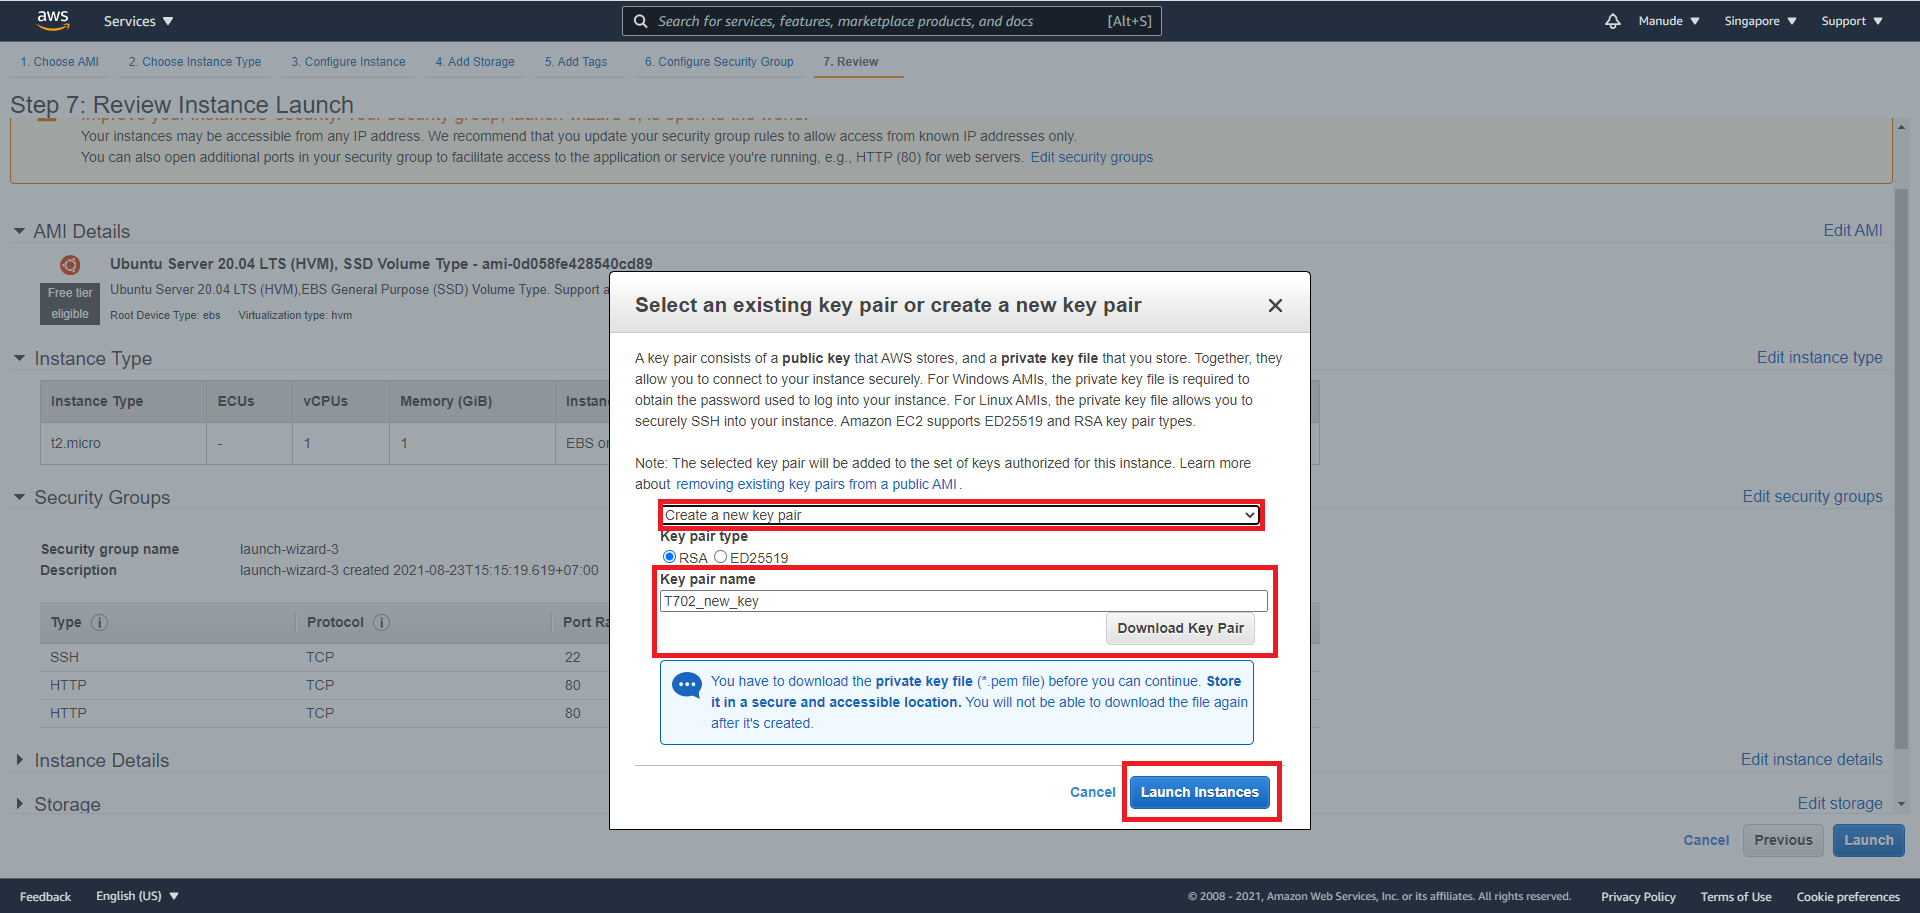 aws
Services
Search for services, features, marketplace products, and docs [Alt+S]
Manude
Singapore
Support
1. Choose AMI
2. Choose Instance Type
3. Configure Instance
4. Add Storage
5. Add Tags
6. Configure Security Group
7. Review
Step 7: Review Instance Launch
Improve your instances' security. Your security group, launch-wizard-3, is open to the world.
Your instances may be accessible from any IP address. We recommend that you update your security group rules to allow access from known IP addresses only.
You can also open additional ports in your security group to facilitate access to the application or service you're running, e.g., HTTP (80) for web servers. Edit security groups
AMI Details
Edit AMI
Ubuntu Server 20.04 LTS (HVM), SSD Volume Type - ami-0d058fe428540cd89
Free tier
eligible
Ubuntu Server 20.04 LTS (HVM),EBS General Purpose (SSD) Volume Type. Support a
Root Device Type: ebs Virtualization type: hvm
Instance Type
Edit instance type
Instance Type ECUs vCPUs Memory (GiB) Instan
t2.micro - 1 1 EBS on
Security Groups
Edit security groups
Security group name launch-wizard-3
Description launch-wizard-3 created 2021-08-23T15:15:19.619+07:00
Type i Protocol i Port Ra
SSH TCP 22
HTTP TCP 80
HTTP TCP 80
Instance Details
Edit instance details
Storage
Edit storage
Select an existing key pair or create a new key pair
A key pair consists of a public key that AWS stores, and a private key file that you store. Together, they
allow you to connect to your instance securely. For Windows AMIs, the private key file is required to
obtain the password used to log into your instance. For Linux AMIs, the private key file allows you to
securely SSH into your instance. Amazon EC2 supports ED25519 and RSA key pair types.
Note: The selected key pair will be added to the set of keys authorized for this instance. Learn more
about removing existing key pairs from a public AMI .
Create a new key pair
Key pair type
RSA ED25519
Key pair name
T702_new_key
Download Key Pair
You have to download the private key file (*.pem file) before you can continue. Store
it in a secure and accessible location. You will not be able to download the file again
after it's created.
Cancel
Launch Instances
Cancel
Previous
Launch
Feedback
English (US)
© 2008 - 2021, Amazon Web Services, Inc. or its affiliates. All rights reserved.
Privacy Policy
Terms of Use
Cookie preferences